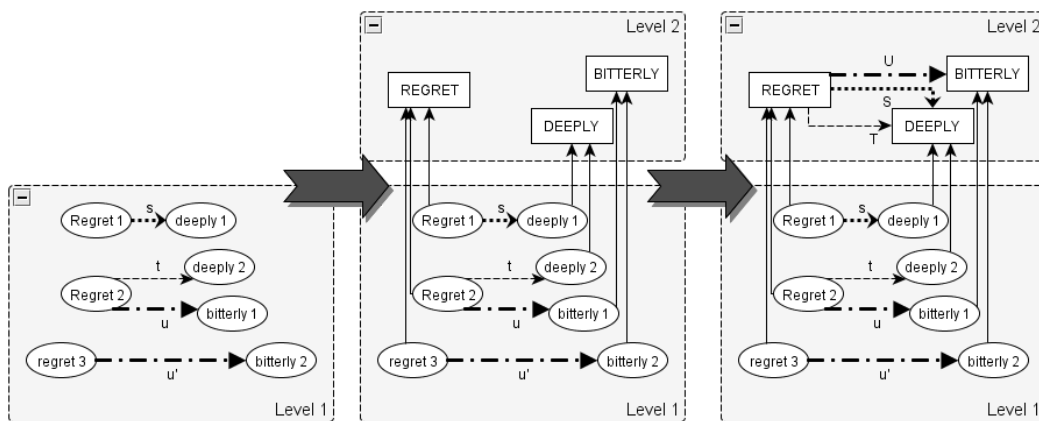 Regret 1 s deeply 1
deeply 2
t
Regret 2
bitterly 1
u
regret 3 bitterly 2
u'
Level 1
Level 2
BITTERLY
REGRET
DEEPLY
Regret 1 s deeply 1
deeply 2
t
Regret 2
bitterly 1
u
regret 3 bitterly 2
u'
Level 1
Level 2
U
BITTERLY
REGRET
S
DEEPLY
T
Regret 1 s deeply 1
deeply 2
t
Regret 2
bitterly 1
u
regret 3 bitterly 2
u'
Level 1